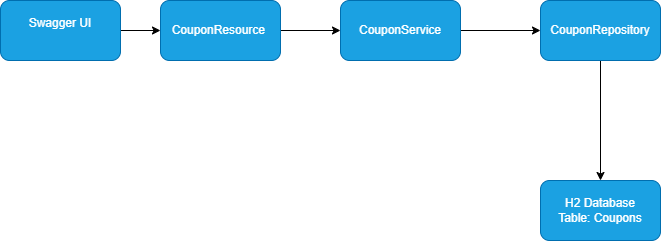 Swagger UI
CouponResource
CouponService
CouponRepository
H2 Database
Table: Coupons